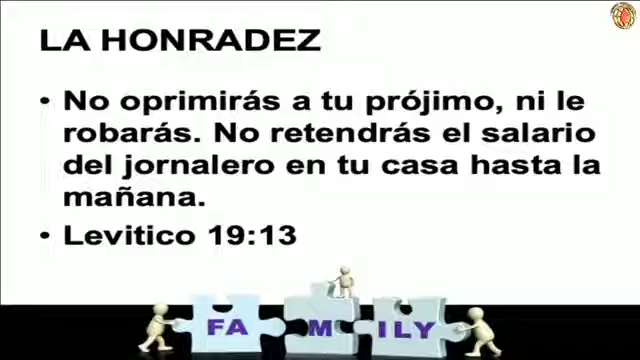 LA HONRADEZ
• No oprimirás a tu prójimo, ni le
robarás. No retendrás el salario
del jornalero en tu casa hasta la
mañana.
• Levitico 19:13
FA M ILY